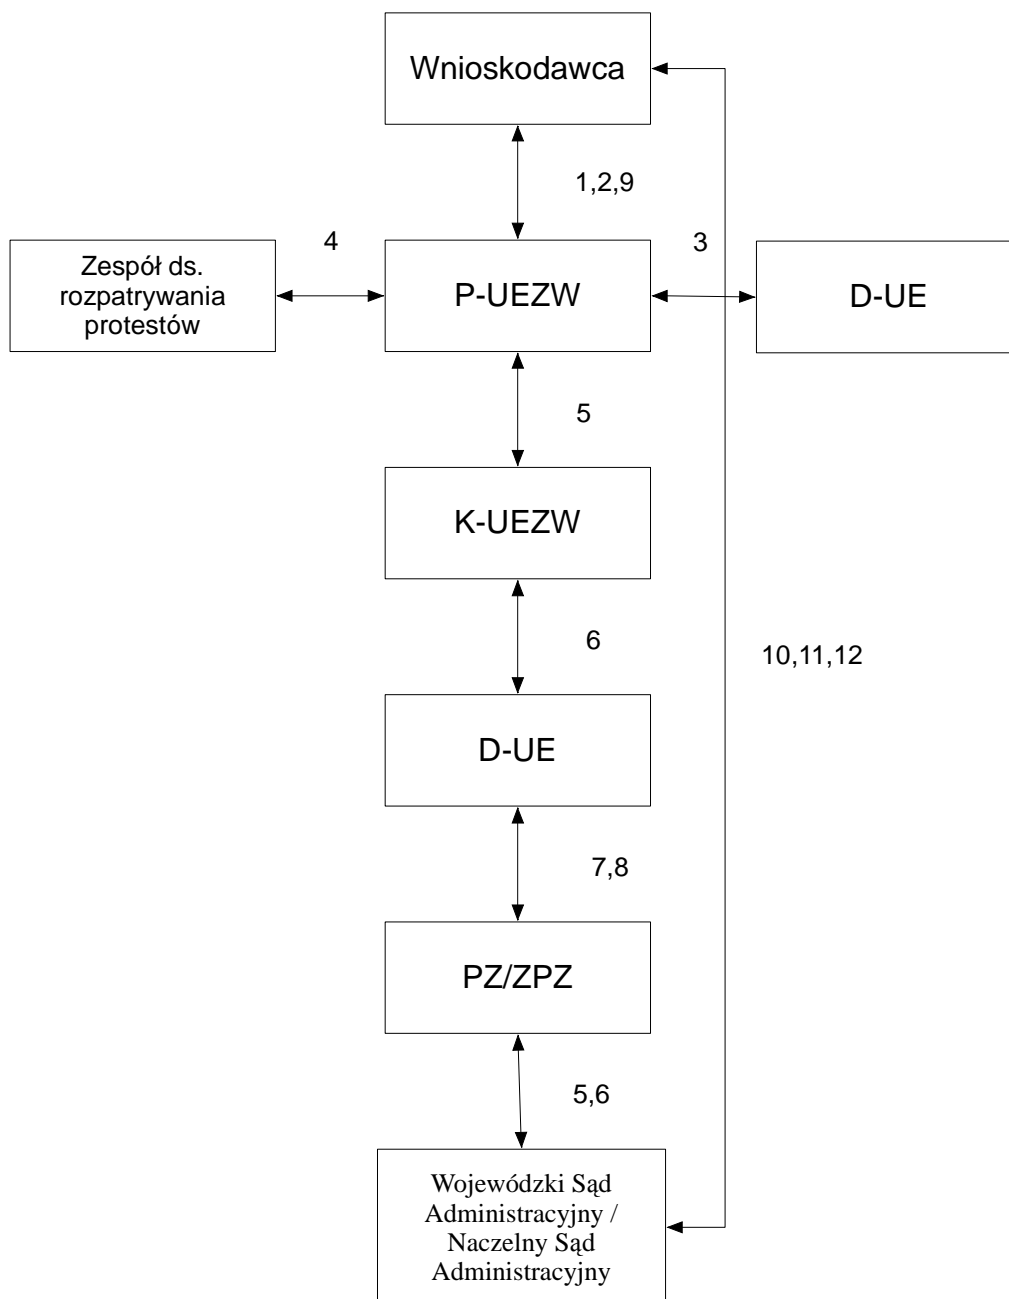 Wnioskodawca
1,2,9
4
3
Zespół ds.
rozpatrywania
protestów
P-UEZW
D-UE
5
K-UEZW
6
10,11,12
D-UE
7,8
PZ/ZPZ
5,6
Wojewódzki Sąd
Administracyjny /
Naczelny Sąd
Administracyjny